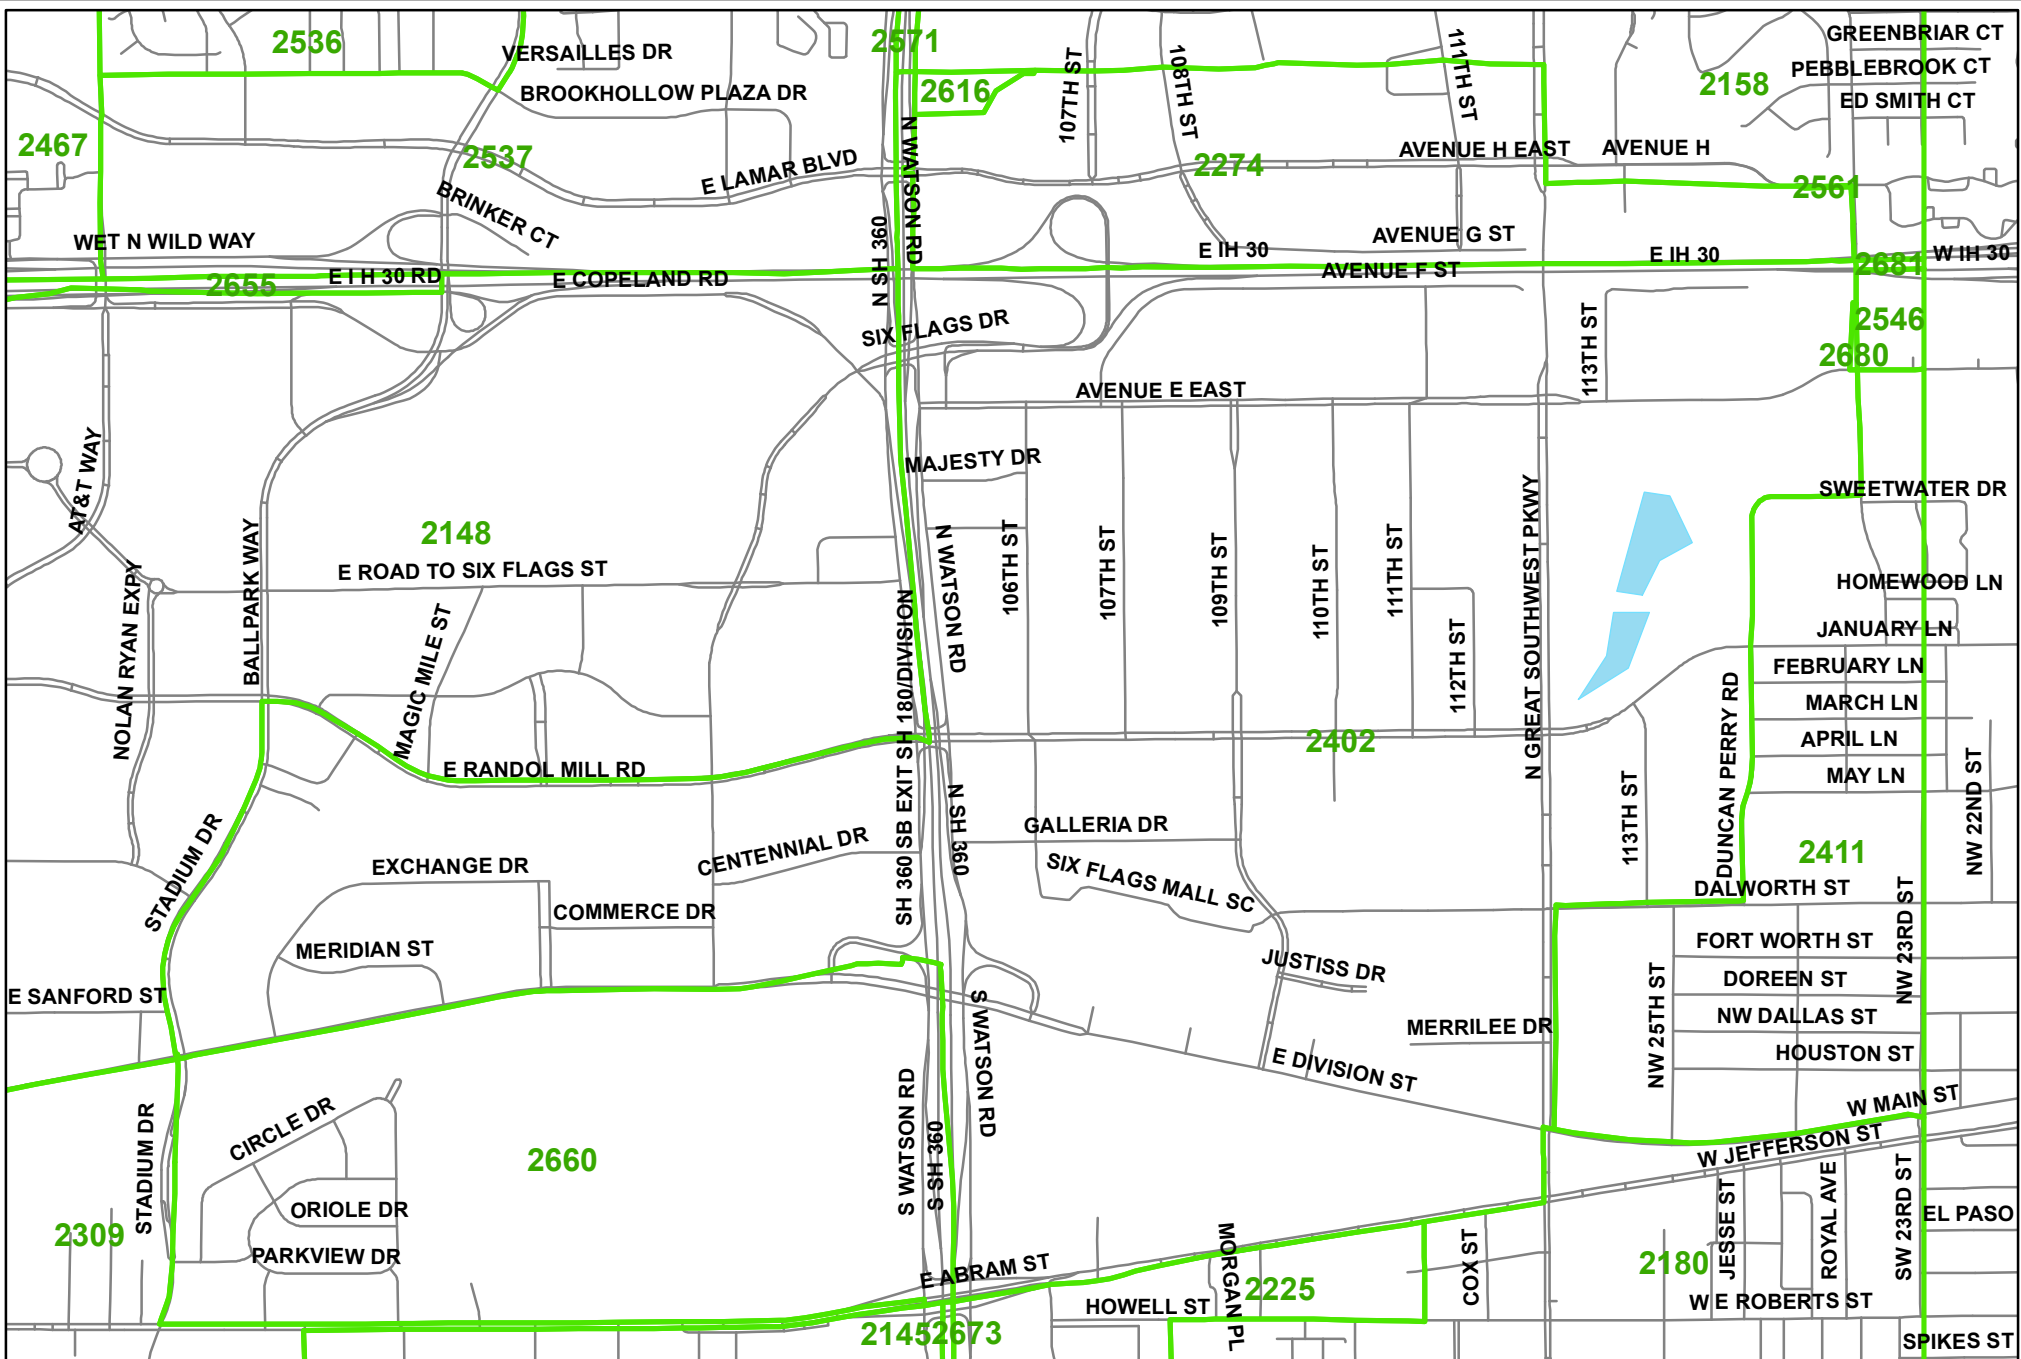 2536
VERSAILLES DR
2571
107TH ST
108TH ST
111TH ST
GREENBRIAR CT
PEBBLEBROOK CT
2158
ED SMITH CT
BROOKHOLLOW PLAZA DR
2616
2467
2537
E LAMAR BLVD
N WATSON RD
2274
AVENUE H EAST
AVENUE H
2561
BRINKER CT
WET N WILD WAY
N SH 360
AVENUE G ST
E IH 30
E IH 30
W IH 30
2681
2655
E I H 30 RD
E COPELAND RD
AVENUE F ST
SIX FLAGS DR
113TH ST
2546
2680
AVENUE E EAST
AT&T WAY
MAJESTY DR
SWEETWATER DR
N GREAT SOUTHWEST PKWY
BALLPARK WAY
2148
E ROAD TO SIX FLAGS ST
N WATSON RD
106TH ST
107TH ST
109TH ST
110TH ST
111TH ST
112TH ST
HOMEWOOD LN
JANUARY LN
FEBRUARY LN
MARCH LN
APRIL LN
MAY LN
NOLAN RYAN EXPY
MAGIC MILE ST
SH 360 SB EXIT SH 180/DIVISION
DUNCAN PERRY RD
2402
E RANDOL MILL RD
N SH 360
113TH ST
NW 22ND ST
STADIUM DR
GALLERIA DR
CENTENNIAL DR
EXCHANGE DR
SIX FLAGS MALL SC
2411
DALWORTH ST
COMMERCE DR
NW 23RD ST
MERIDIAN ST
JUSTISS DR
FORT WORTH ST
DOREEN ST
NW DALLAS ST
HOUSTON ST
NW 25TH ST
E SANFORD ST
S WATSON RD
MERRILEE DR
E DIVISION ST
W MAIN ST
W JEFFERSON ST
STADIUM DR
CIRCLE DR
2660
S WATSON RD
S SH 360
ORIOLE DR
2309
PARKVIEW DR
E ABRAM ST
MORGAN PL
2225
HOWELL ST
COX ST
2180
JESSE ST
ROYAL AVE
SW 23RD ST
EL PASO
W E ROBERTS ST
2145
2673
SPIKES ST